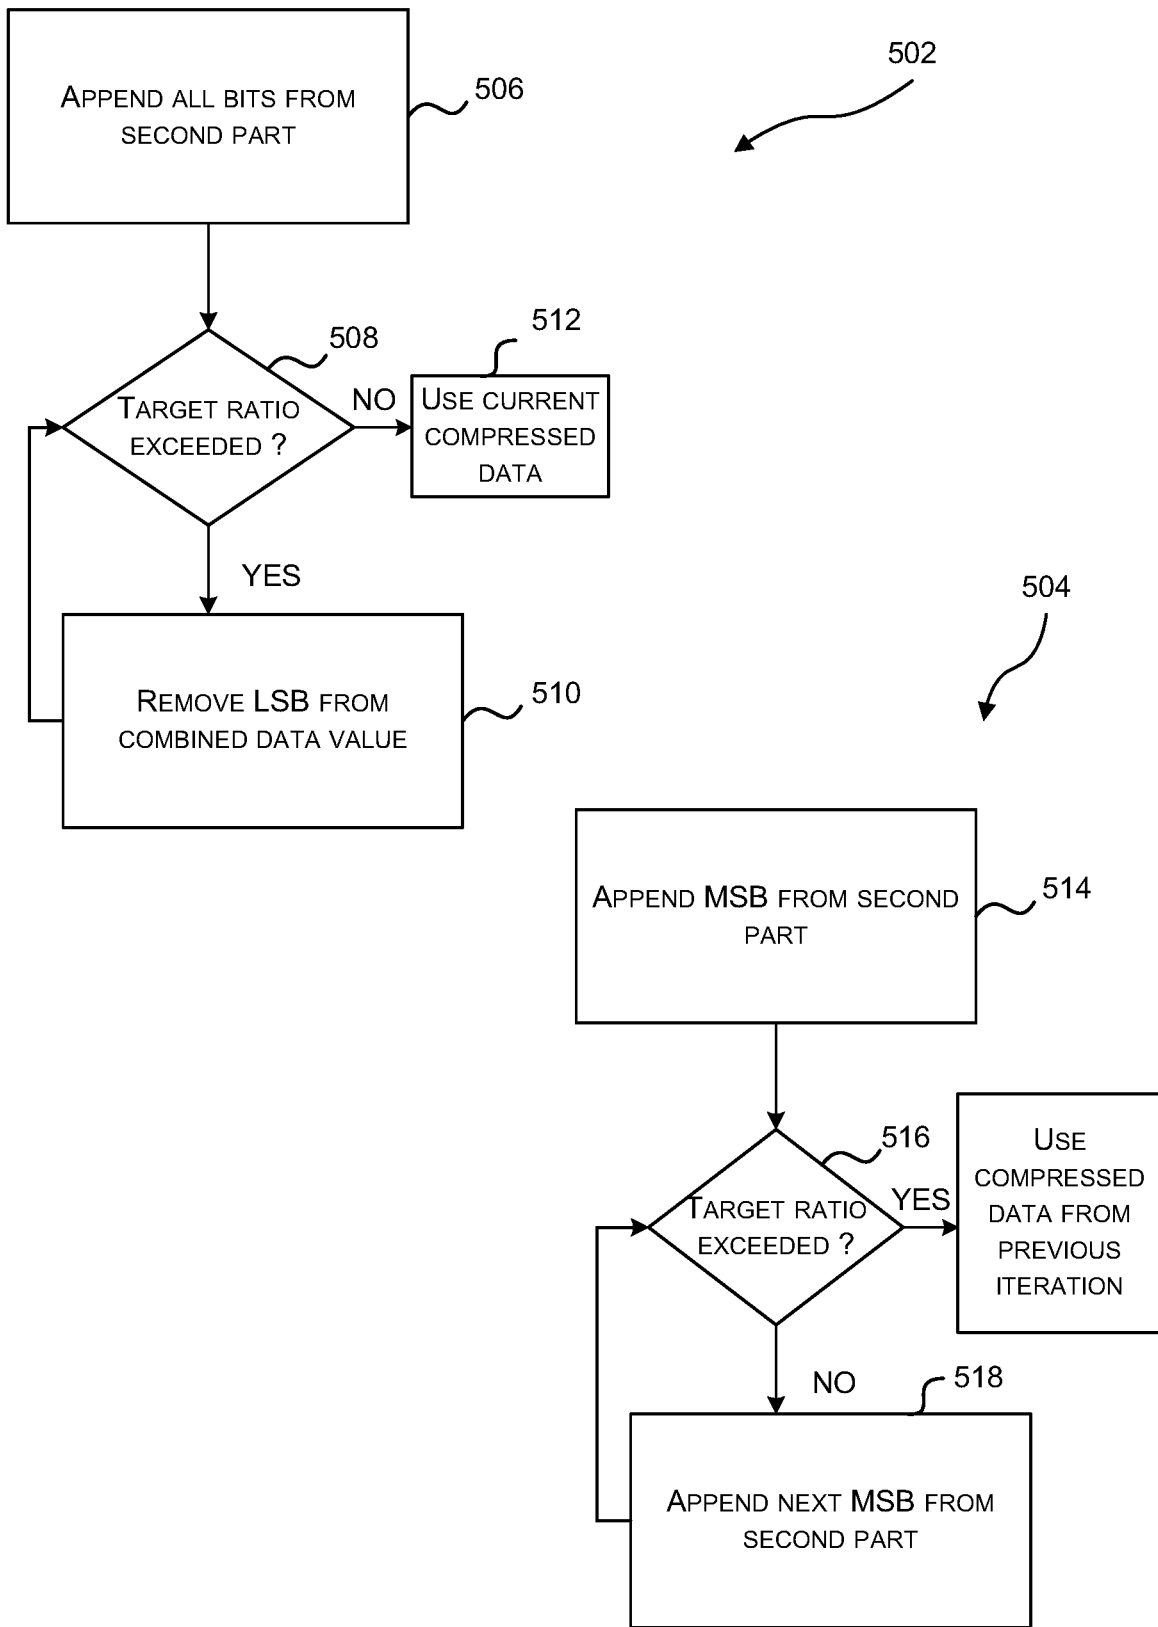 502
APPEND ALL BITS FROM
SECOND PART
506
508
512
TARGET RATIO
EXCEEDED ?
NO
USE CURRENT
COMPRESSED
DATA
YES
504
REMOVE LSB FROM
COMBINED DATA VALUE
510
APPEND MSB FROM SECOND
PART
514
516
TARGET RATIO
EXCEEDED ?
YES
USE
COMPRESSED
DATA FROM
PREVIOUS
ITERATION
NO
518
APPEND NEXT MSB FROM
SECOND PART